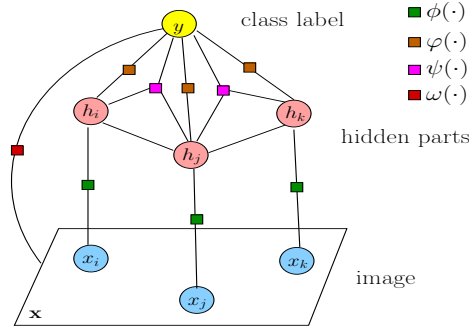 y
class label
ϕ(·)
φ(·)
ψ(·)
ω(·)
h_i
h_k
h_j
hidden parts
x_i
x_k
x_j
image
x